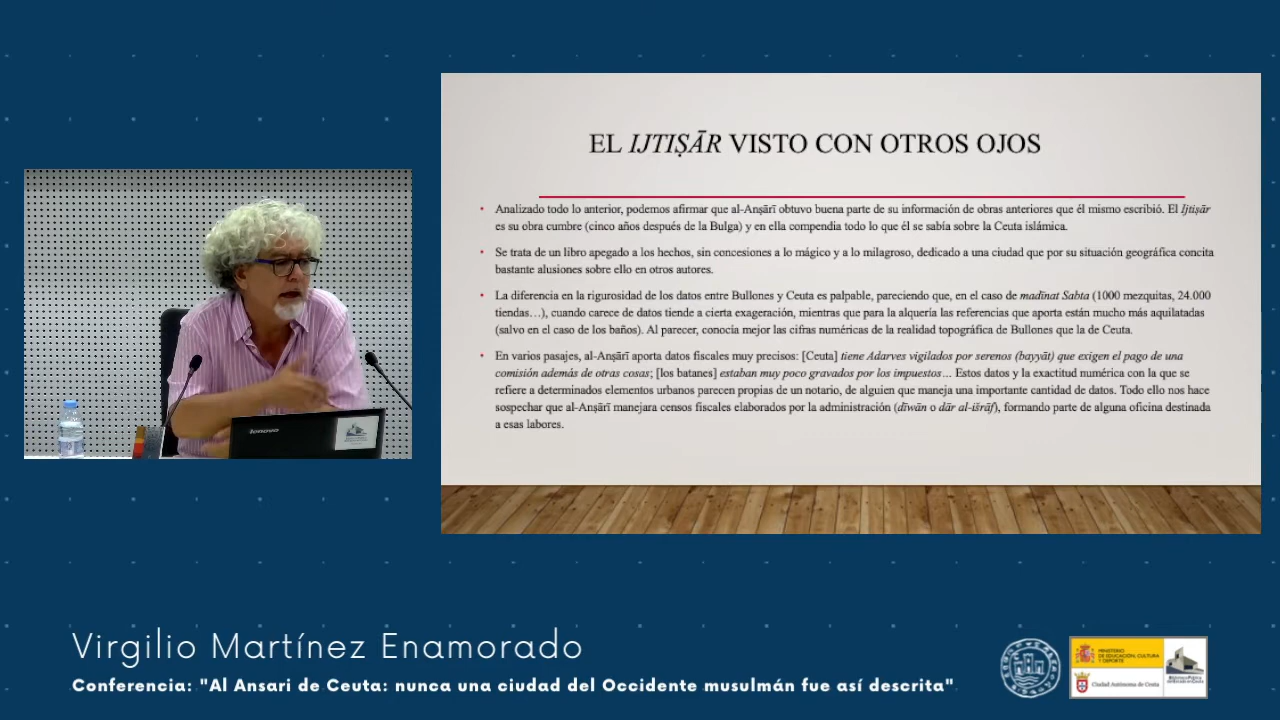 EL IJTIṢĀR VISTO CON OTROS OJOS
• Analizado todo lo anterior, podemos afirmar que al-Anṣārī obtuvo buena parte de su información de obras anteriores que él mismo escribió. El Ijtiṣār
es su obra cumbre (cinco años después de la Bulga) y en ella compendia todo lo que él se sabía sobre la Ceuta islámica.
• Se trata de un libro apegado a los hechos, sin concesiones a lo mágico y a lo milagroso, dedicado a una ciudad que por su situación geográfica concita
bastante alusiones sobre ello en otros autores.
• La diferencia en la rigurosidad de los datos entre Bullones y Ceuta es palpable, pareciendo que, en el caso de madīnat Sabta (1000 mezquitas, 24.000
tiendas…), cuando carece de datos tiende a cierta exageración, mientras que para la alquería las referencias que aporta están mucho más aquilatadas
(salvo en el caso de los baños). Al parecer, conocía mejor las cifras numéricas de la realidad topográfica de Bullones que la de Ceuta.
• En varios pasajes, al-Anṣārī aporta datos fiscales muy precisos: [Ceuta] tiene Adarves vigilados por serenos (bayyāt) que exigen el pago de una
comisión además de otras cosas; [los batanes] estaban muy poco gravados por los impuestos… Estos datos y la exactitud numérica con la que se
refiere a determinados elementos urbanos parecen propias de un notario, de alguien que maneja una importante cantidad de datos. Todo ello nos hace
sospechar que al-Anṣārī manejara censos fiscales elaborados por la administración (dīwān o dār al-išrāf), formando parte de alguna oficina destinada
a esas labores.
lenovo
Virgilio Martínez Enamorado
Conferencia: "Al Ansari de Ceuta: nunca una ciudad del Occidente musulmán fue así descrita"
MINISTERIO
DE EDUCACIÓN, CULTURA
Y DEPORTE
Ciudad Autónoma de Ceuta